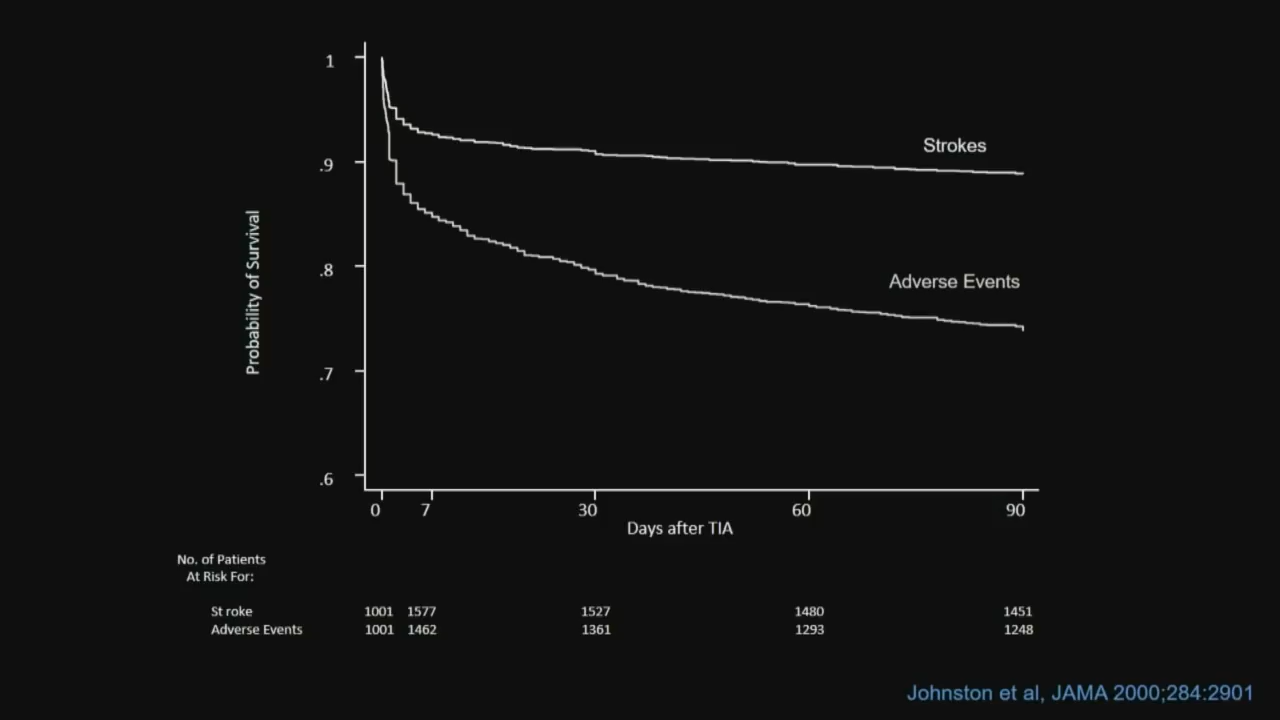 1
.9
.8
.7
.6
Probability of Survival
Strokes
Adverse Events
0 7 30 60 90
Days after TIA
No. of Patients
At Risk For:
St roke 1001 1577 1527 1480 1451
Adverse Events 1001 1462 1361 1293 1248
Johnston et al, JAMA 2000;284:2901